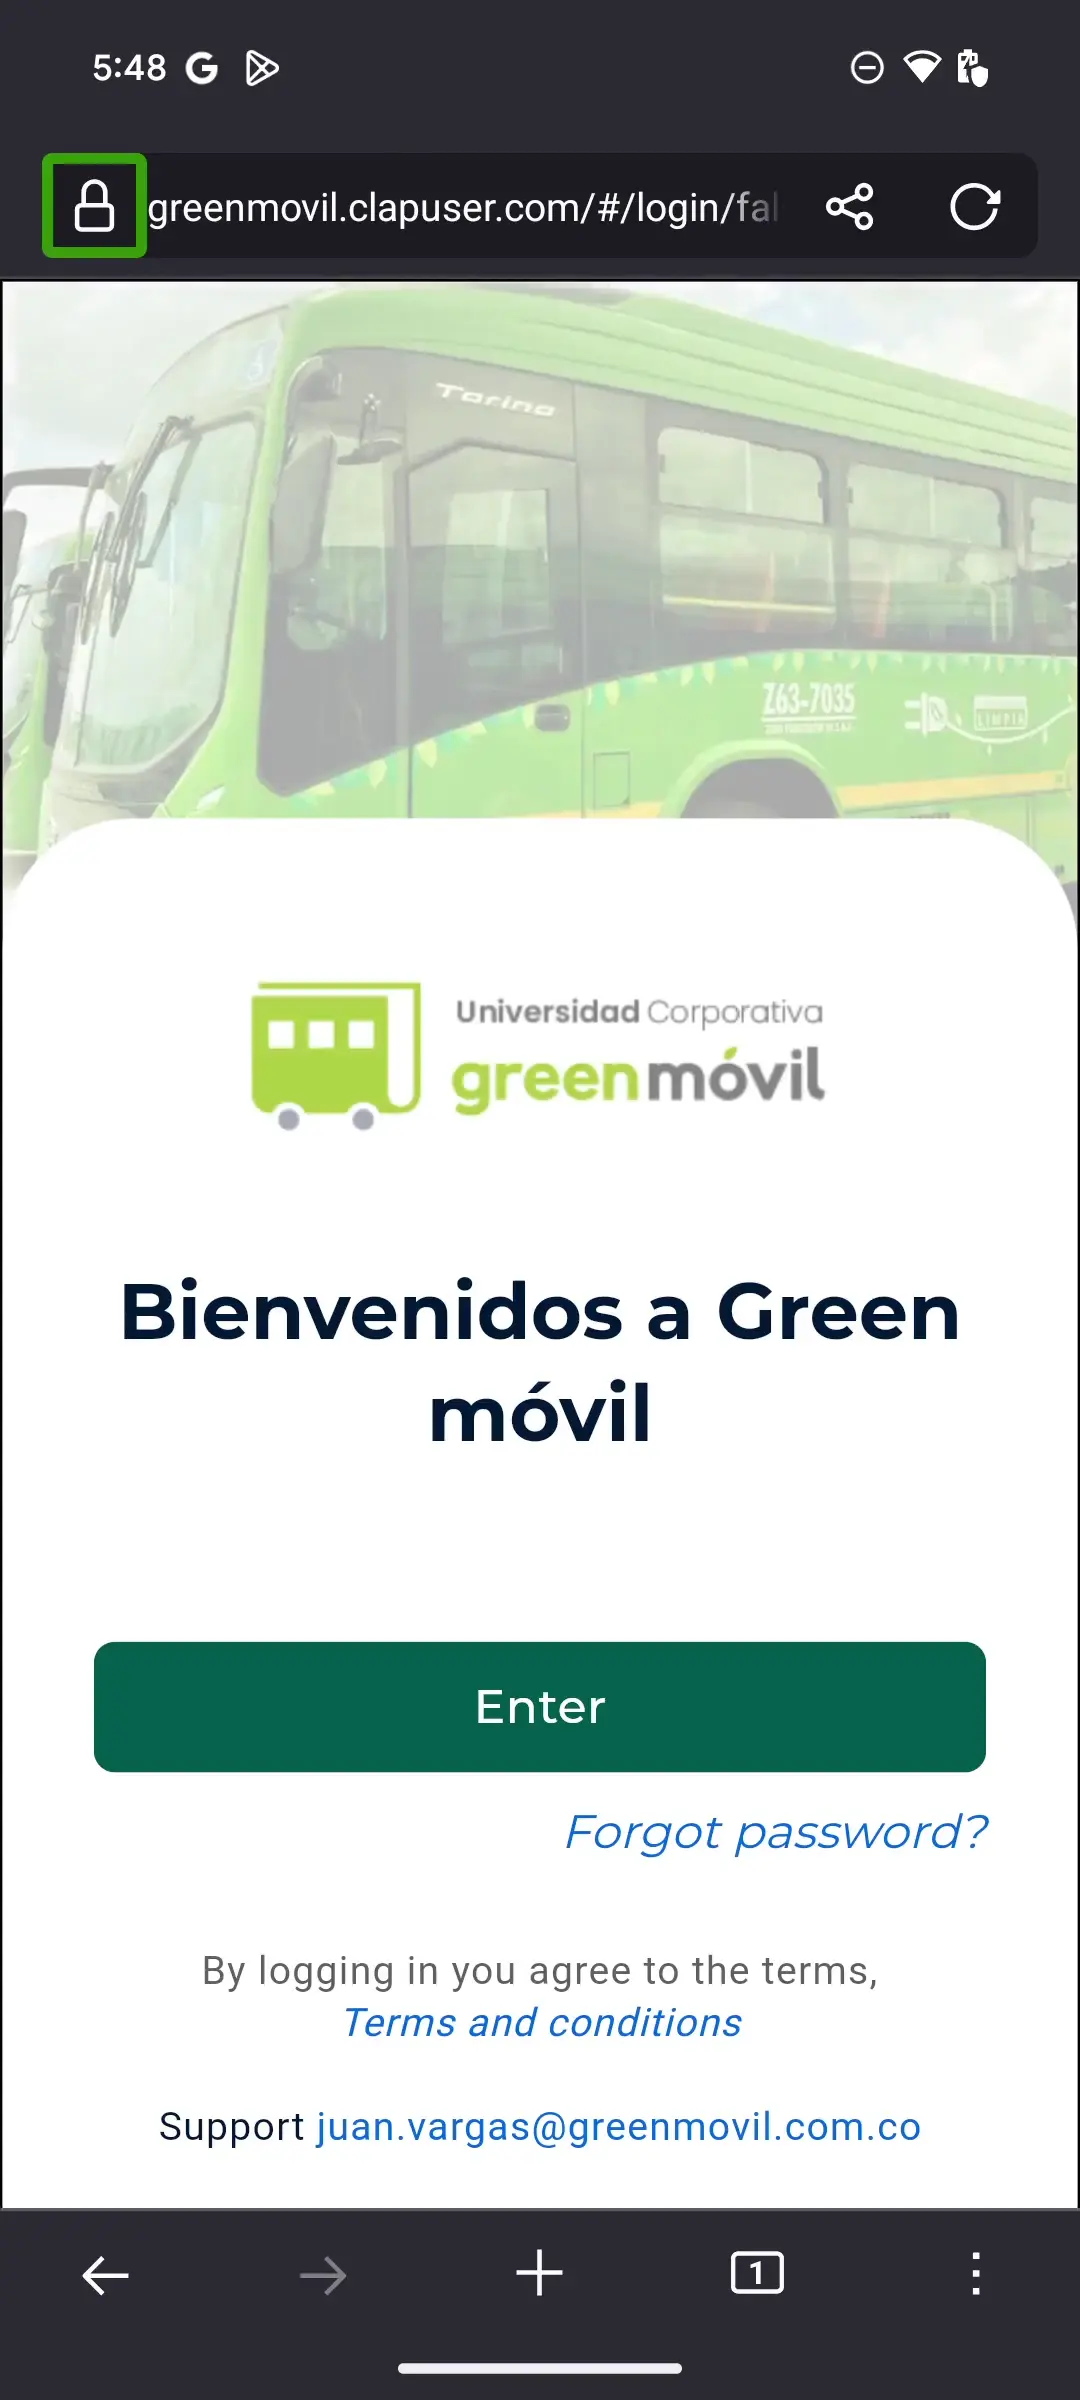 5:48
greenmovil.clapuser.com/#/login/fal
Torino
Z63-7035
LIMPIA
Universidad Corporativa
greenmóvil
Bienvenidos a Green
móvil
Enter
Forgot password?
By logging in you agree to the terms,
Terms and conditions
Support juan.vargas@greenmovil.com.co
1